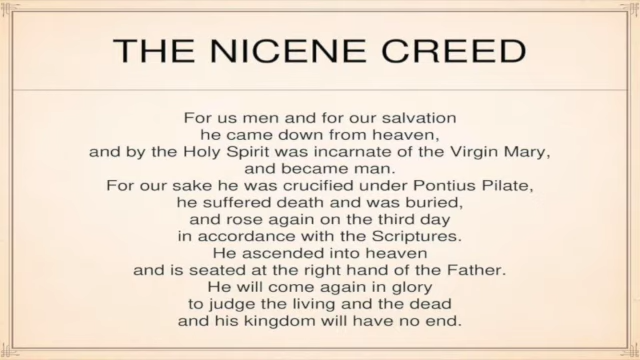 THE NICENE CREED
For us men and for our salvation
he came down from heaven,
and by the Holy Spirit was incarnate of the Virgin Mary,
and became man.
For our sake he was crucified under Pontius Pilate,
he suffered death and was buried,
and rose again on the third day
in accordance with the Scriptures.
He ascended into heaven
and is seated at the right hand of the Father.
He will come again in glory
to judge the living and the dead
and his kingdom will have no end.